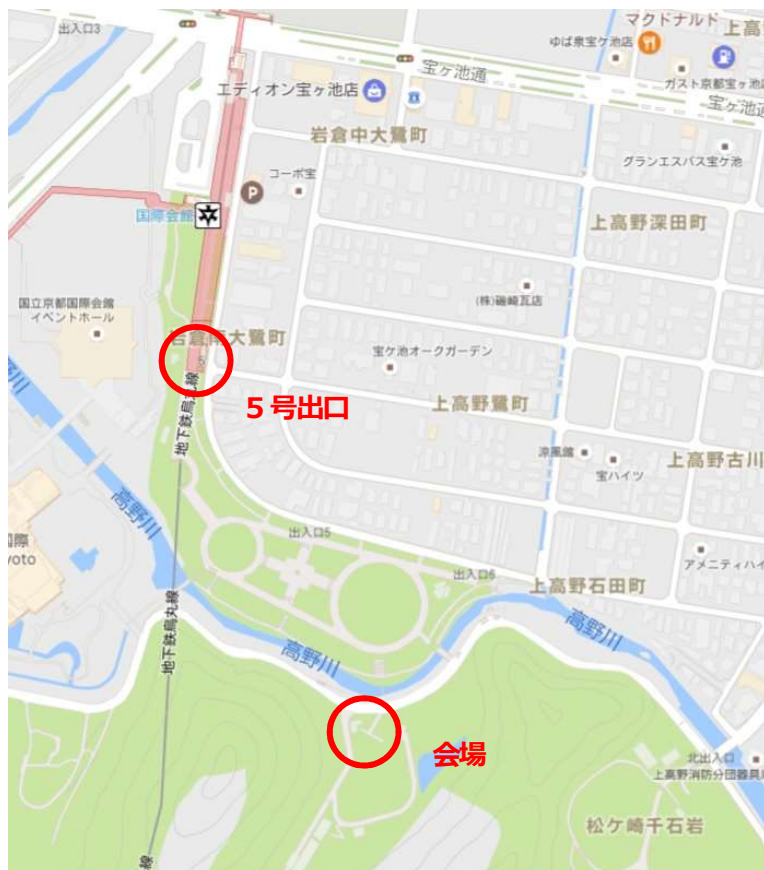 出入口3
マクドナルド
上高
ゆば泉宝ケ池店
宝ヶ池通
ガスト京都宝ヶ池店
エディオン宝ヶ池店
宝ヶ池通
岩倉中大鷺町
グランエスパス宝ケ池
P
コーポ宝
国際会館
上高野深田町
国立京都国際会館
イベントホール
(株)磯崎瓦店
岩倉南大鷺町
宝ケ池オークガーデン
5号出口
上高野鷺町
地下鉄烏丸線
涼風館
宝ハイツ
上高野古川
高野川
出入口5
国際
yoto
アメニティハイ
出入口6
上高野石田町
地下鉄烏丸線
高野川
高野川
会場
北出入口
上高野消防分団器具庫
松ケ崎千石岩
線